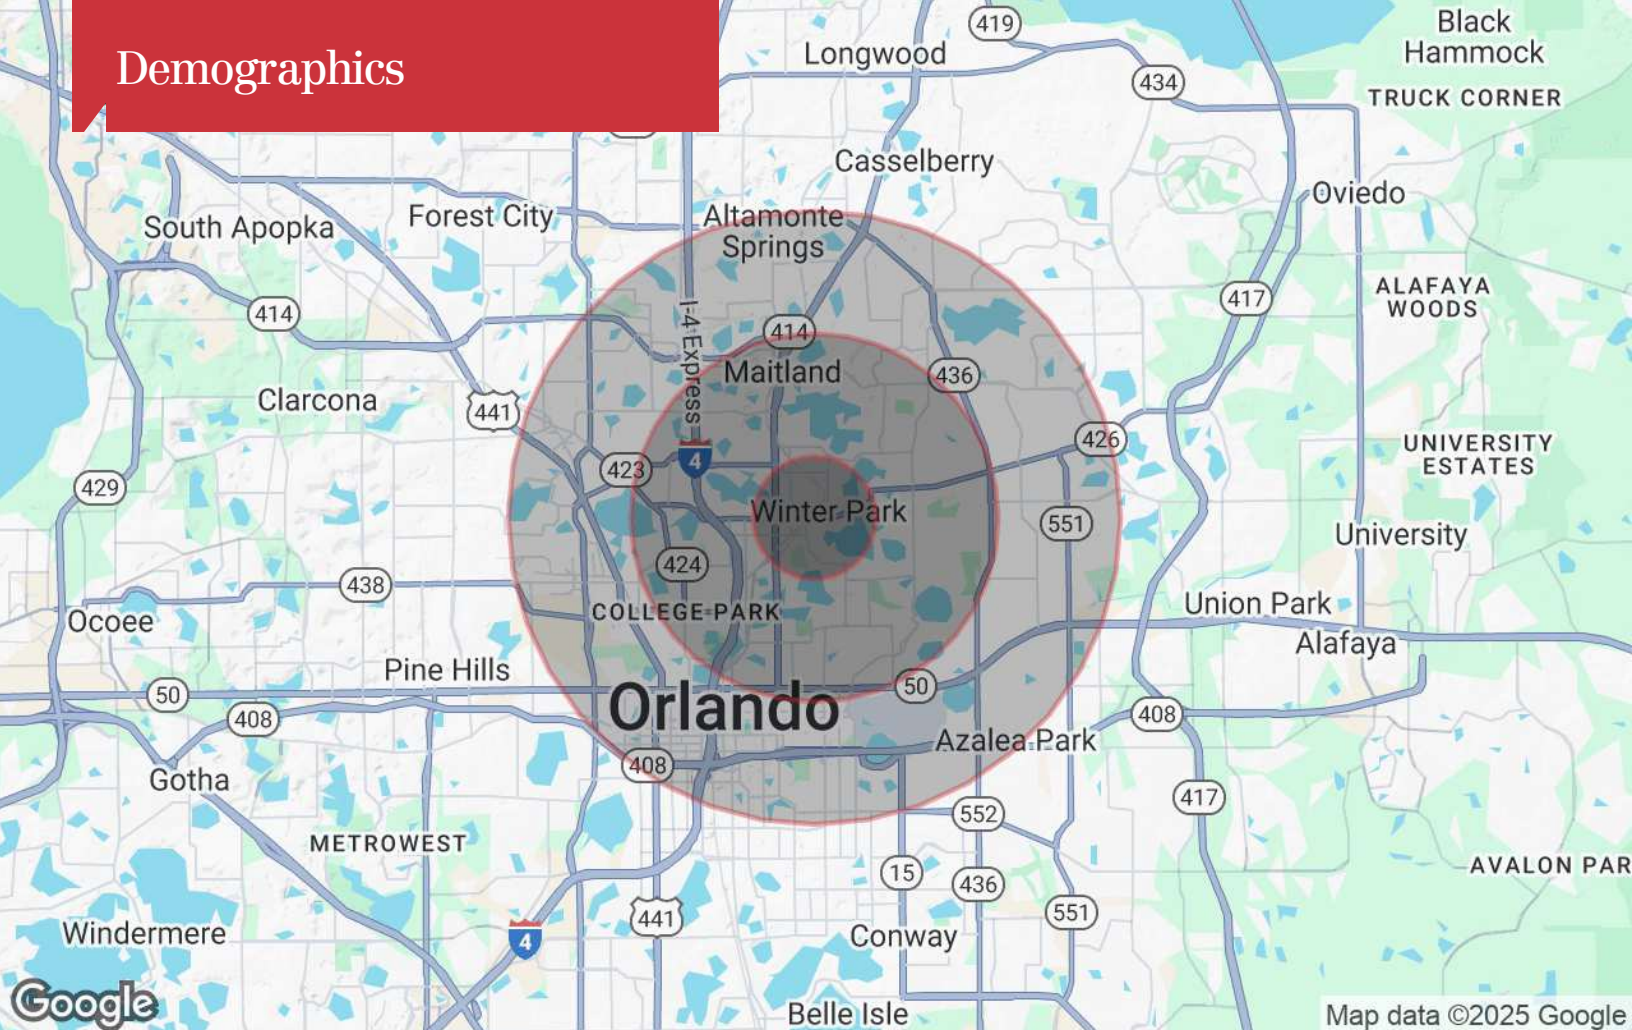 Demographics
419
Black
Hammock
Longwood
434
TRUCK CORNER
Casselberry
Oviedo
South Apopka
Forest City
Altamonte
Springs
417
ALAFAYA
WOODS
414
I-4 Express
414
Maitland
436
Clarcona
441
426
UNIVERSITY
ESTATES
423
4
429
Winter Park
551
University
424
438
Ocoee
COLLEGE PARK
Union Park
Alafaya
Pine Hills
50
50
408
Orlando
408
Azalea Park
408
Gotha
417
552
METROWEST
15
436
AVALON PAR
441
551
Windermere
4
Conway
Google
Belle Isle
Map data ©2025 Google